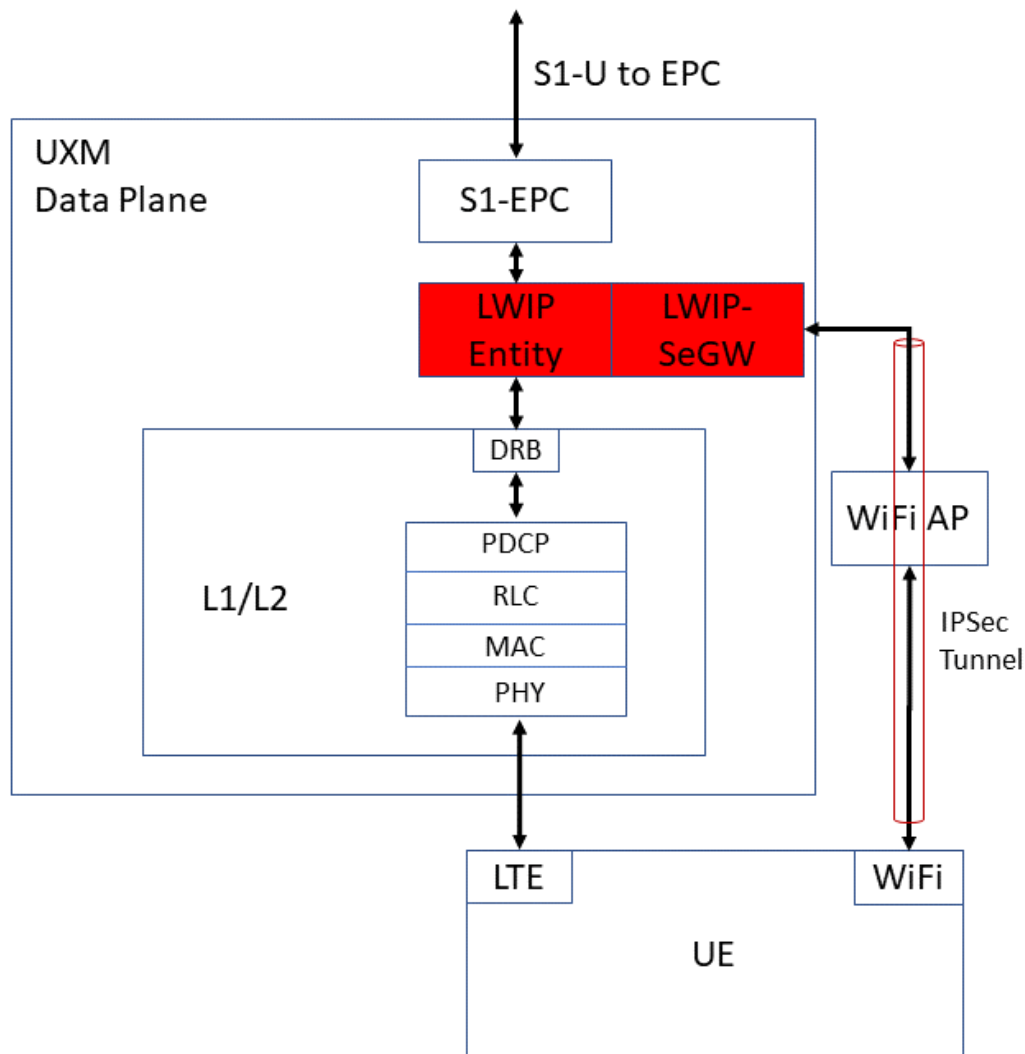 S1-U to EPC
UXM
Data Plane
S1-EPC
LWIP
Entity
LWIP-
SeGW
DRB
PDCP
RLC
MAC
PHY
L1/L2
WiFi AP
IPSec
Tunnel
LTE
WiFi
UE